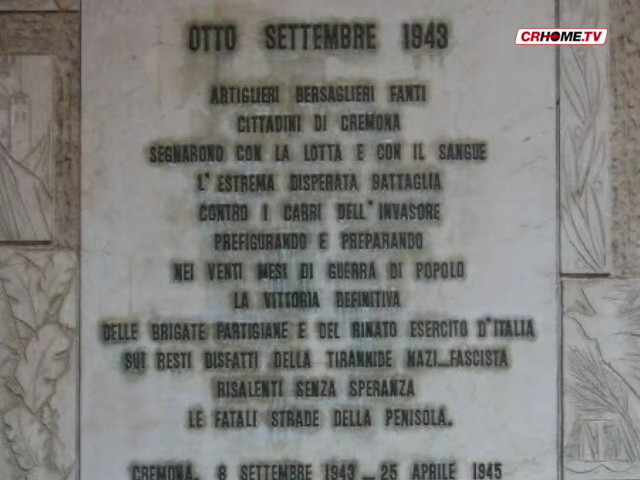 CRHOME.TV
OTTO SETTEMBRE 1943
ARTIGLIERI BERSAGLIERI FANTI
CITTADINI DI CREMONA
SEGNARONO CON LA LOTTA E CON IL SANGUE
L'ESTREMA DISPERATA BATTAGLIA
CONTRO I CARRI DELL'INVASORE
PREFIGURANDO E PREPARANDO
NEI VENTI MESI DI GUERRA DI POPOLO
LA VITTORIA DEFINITIVA
DELLE BRIGATE PARTIGIANE E DEL RINATO ESERCITO D'ITALIA
SUI RESTI DISFATTI DELLA TIRANNIDE NAZI_FASCISTA
RISALENTI SENZA SPERANZA
LE FATALI STRADE DELLA PENISOLA.
CREMONA, 8 SETTEMBRE 1943 _ 25 APRILE 1945